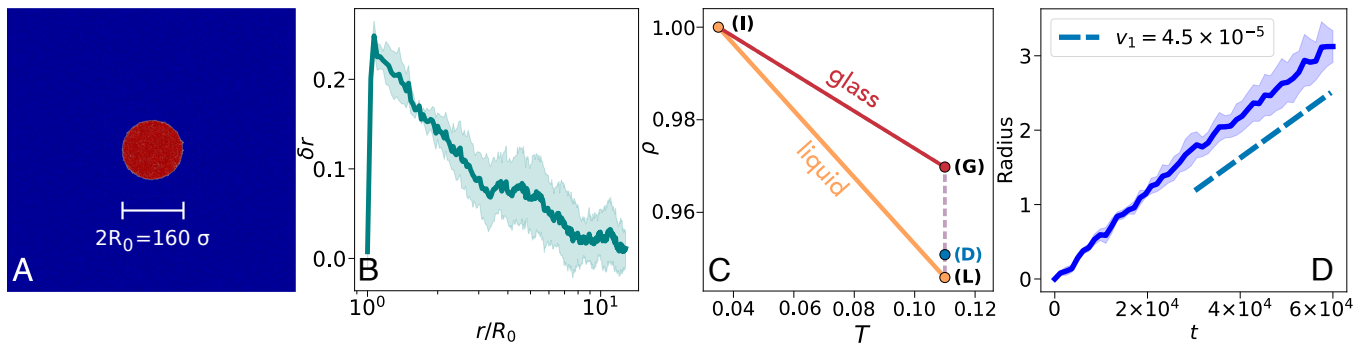 A
2R₀=160 σ
B
δr
0.2
0.1
0.0
10⁰
10¹
r/R₀
C
ρ
1.00
0.98
0.96
0.04
0.06
0.08
0.10
0.12
T
(I)
glass
liquid
(G)
(D)
(L)
D
Radius
3
2
1
0
0
2×10⁴
4×10⁴
6×10⁴
t
v₁ = 4.5 × 10⁻⁵